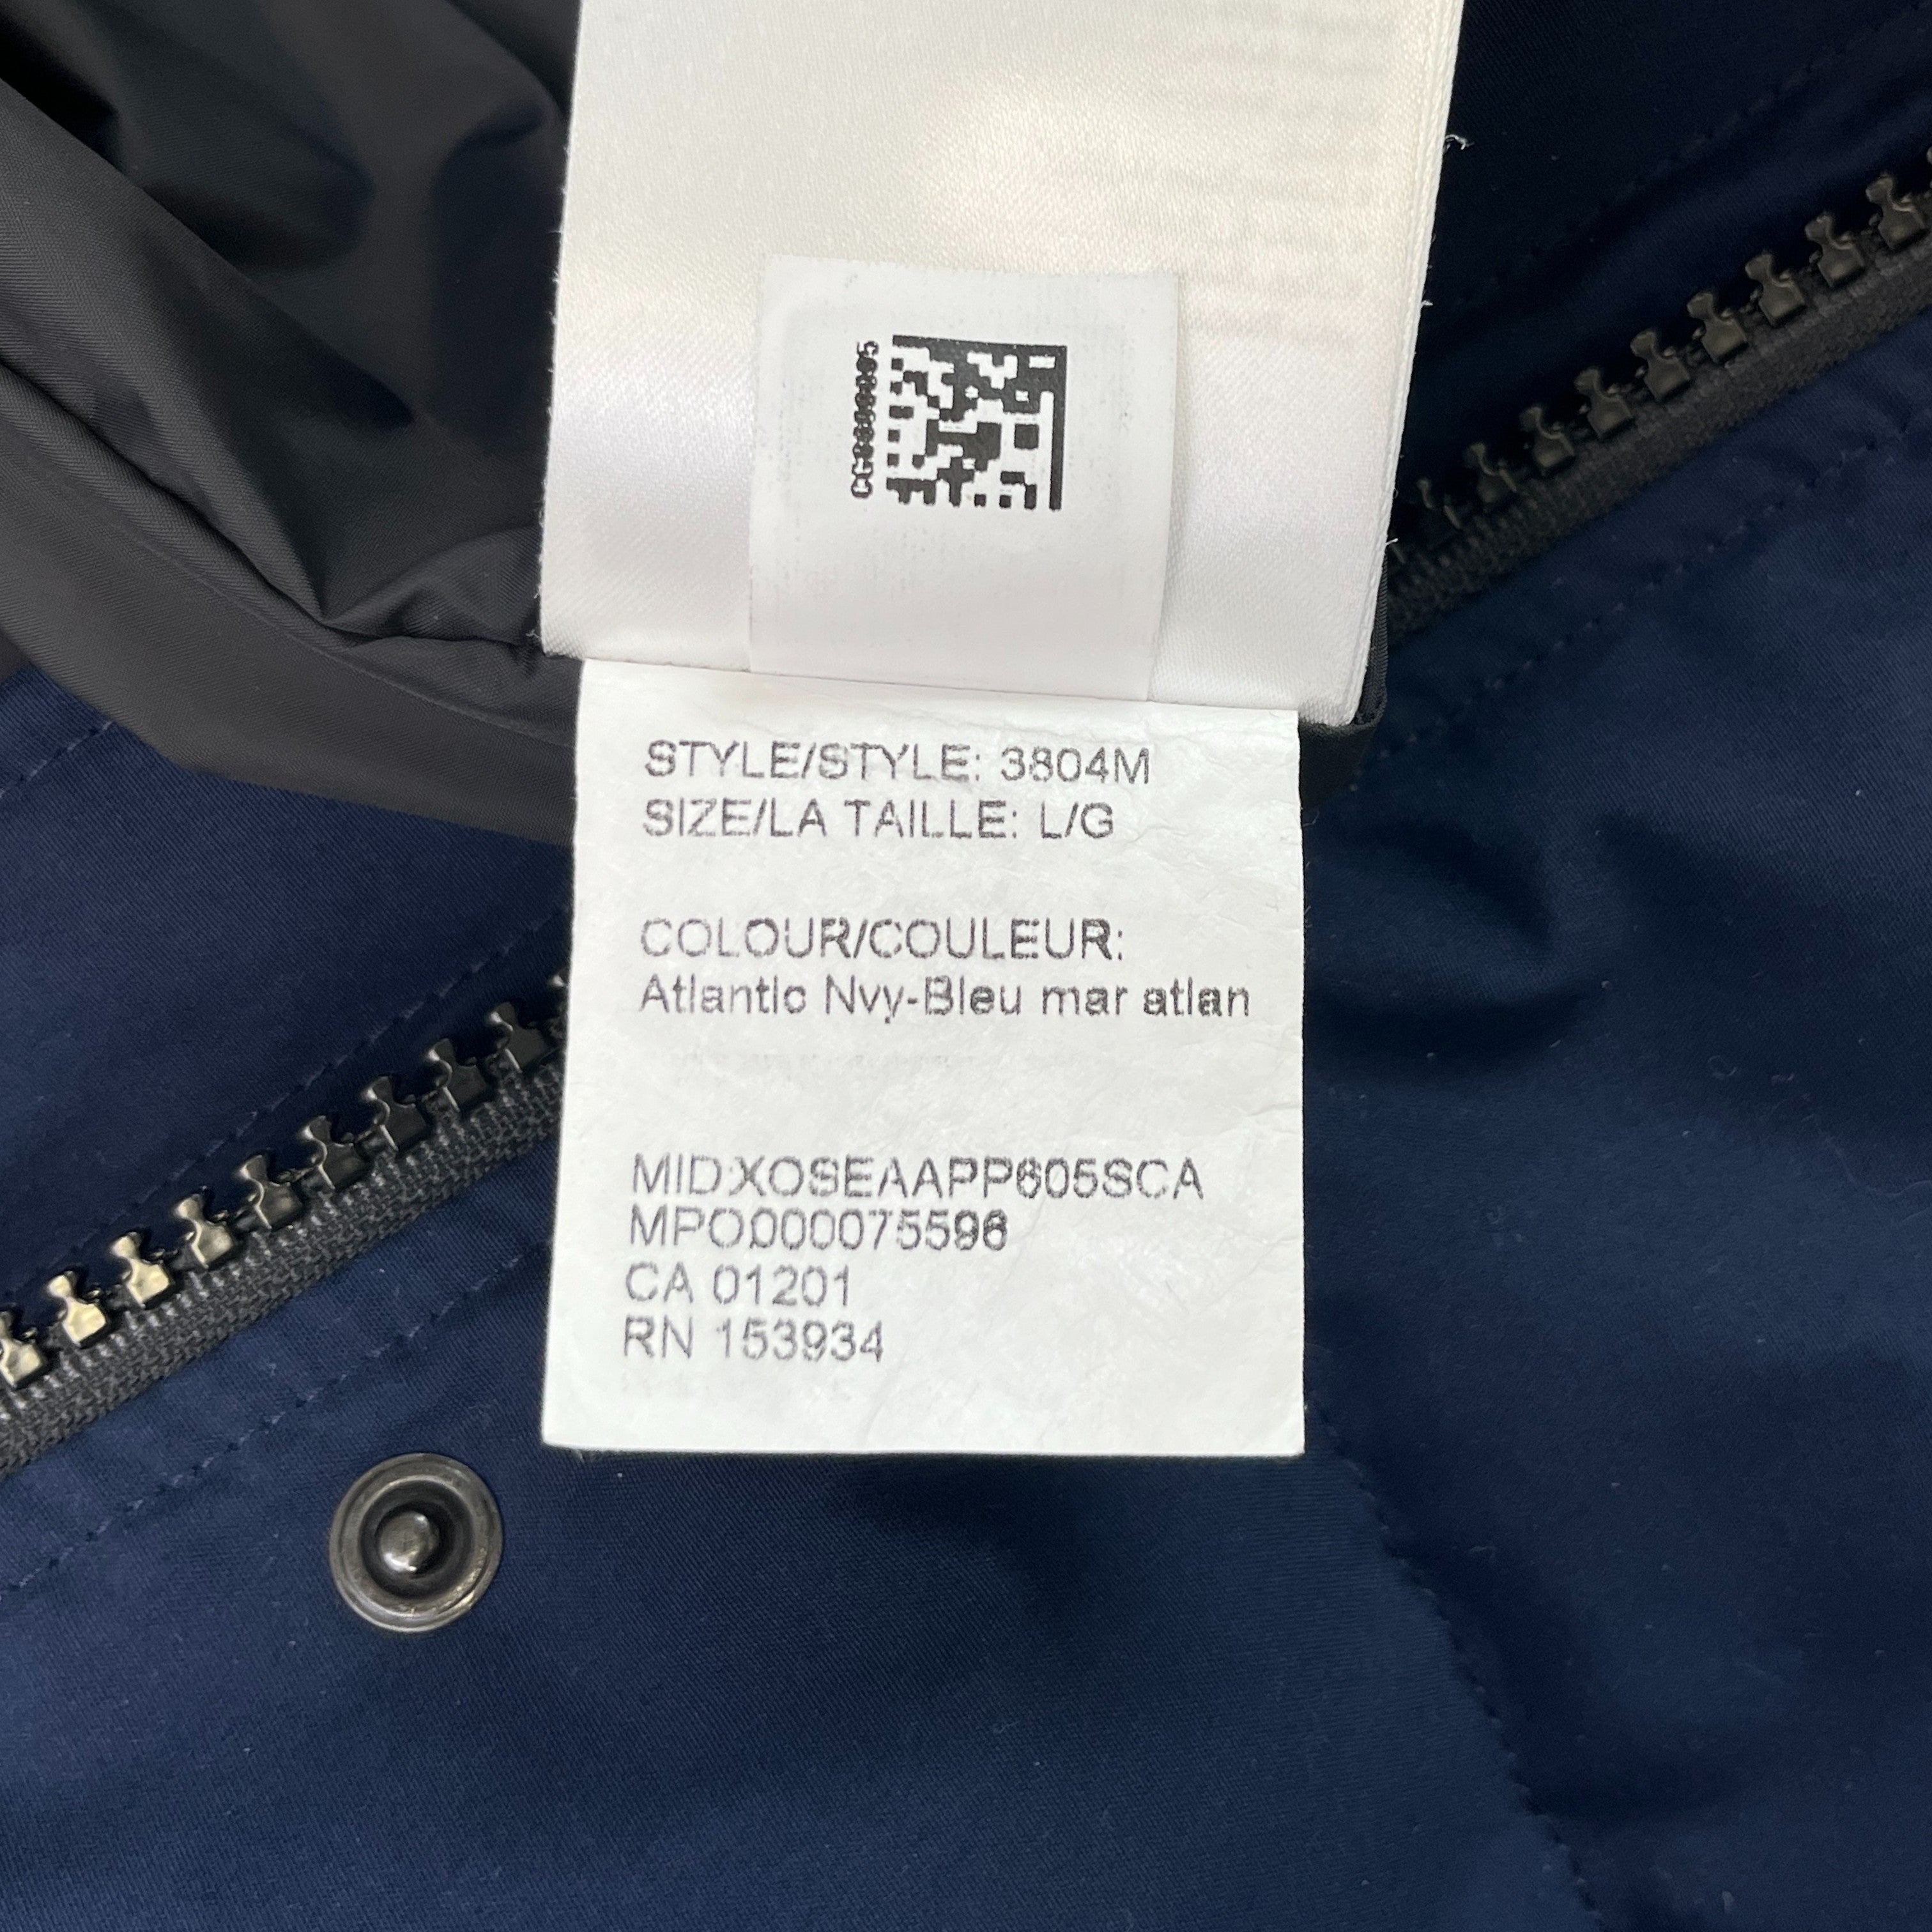 STYLE/STYLE: 3804M
SIZE/LA TAILLE: L/G
COLOUR/COULEUR:
Atlantic Nvy-Bleu mar atlan
MID:XOSEAAPP605SCA
MPO000075596
CA 01201
RN 153934